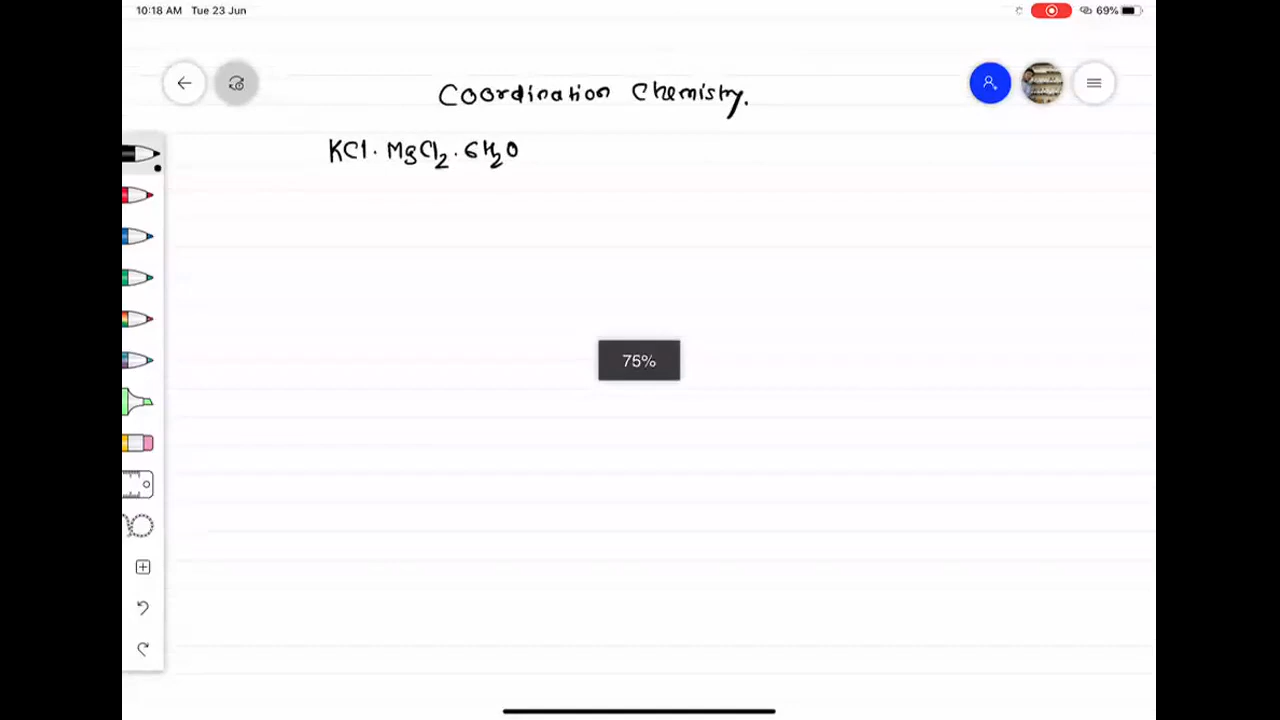 10:18 AM Tue 23 Jun
69%
Coordination Chemistry.
KCl · MgCl₂ · 6H₂O
75%